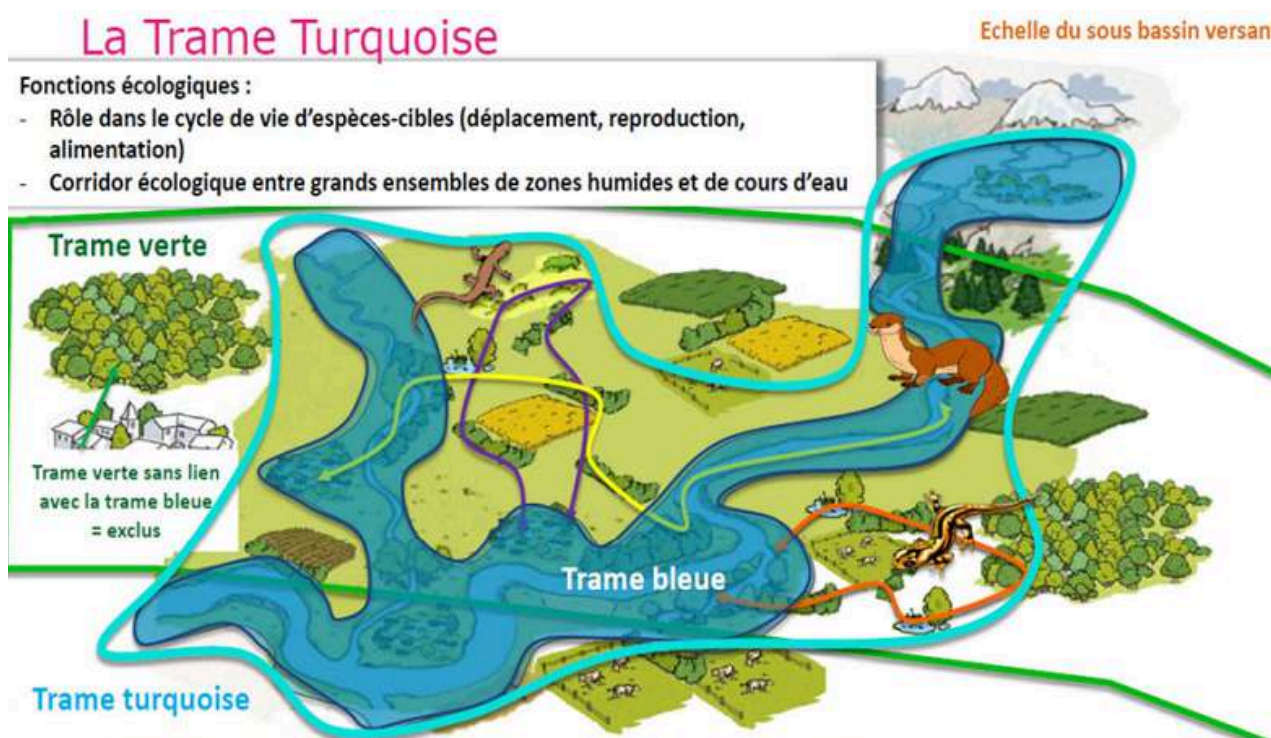 La Trame Turquoise
Echelle du sous bassin versan
Fonctions écologiques :
- Rôle dans le cycle de vie d'espèces-cibles (déplacement, reproduction,
alimentation)
- Corridor écologique entre grands ensembles de zones humides et de cours d'eau
Trame verte
Trame verte sans lien
avec la trame bleue
= exclus
Trame bleue
Trame turquoise